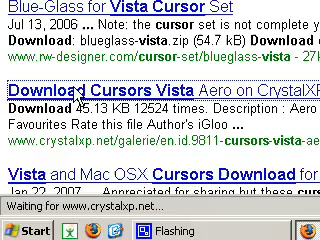 Blue-Glass for Vista Cursor Set
Jul 13, 2006 ... Note: the cursor set is not complete y
Download: blueglass-vista.zip (54.7 kB) Download
www.rw-designer.com/cursor-set/blueglass-vista - 27k
Download Cursors Vista Aero on CrystalXP
Download 45.13 KB 12524 times. Description : Aero
Favourites Rate this file Author's iGloo ...
www.crystalxp.net/galerie/en.id.9811-cursors-vista-ae
Vista and Mac OSX Cursors Download for
Jan 22, 2007 ... Appreciated for sharing but these curs
Waiting for www.crystalxp.net...
Start
Flashing